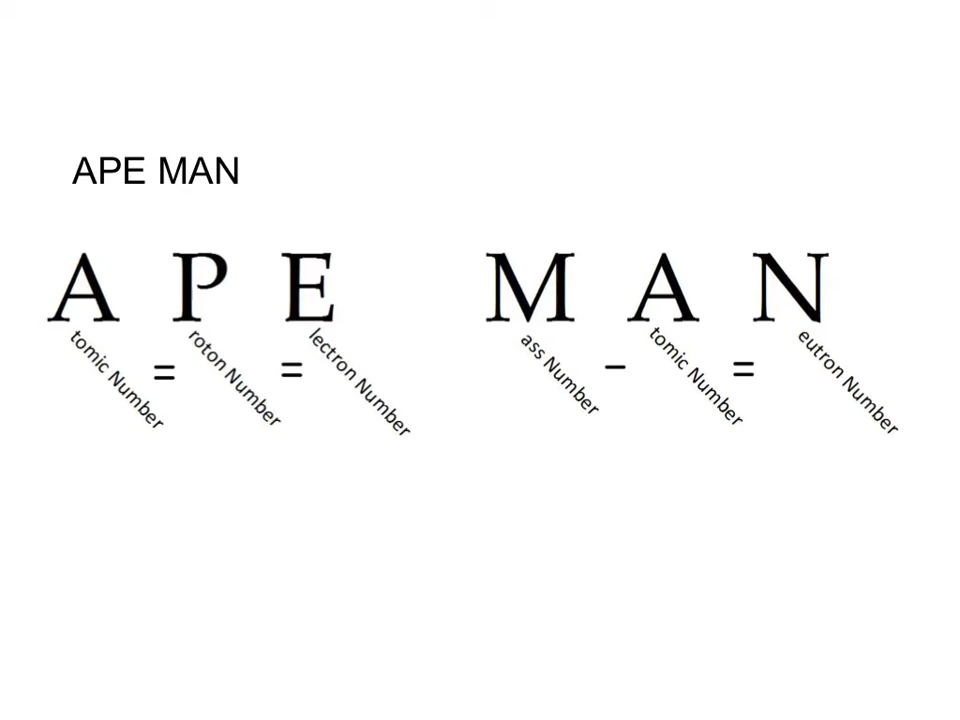 APE MAN
A P E M A N
tomic Number = roton Number = lectron Number ass Number – tomic Number = eutron Number